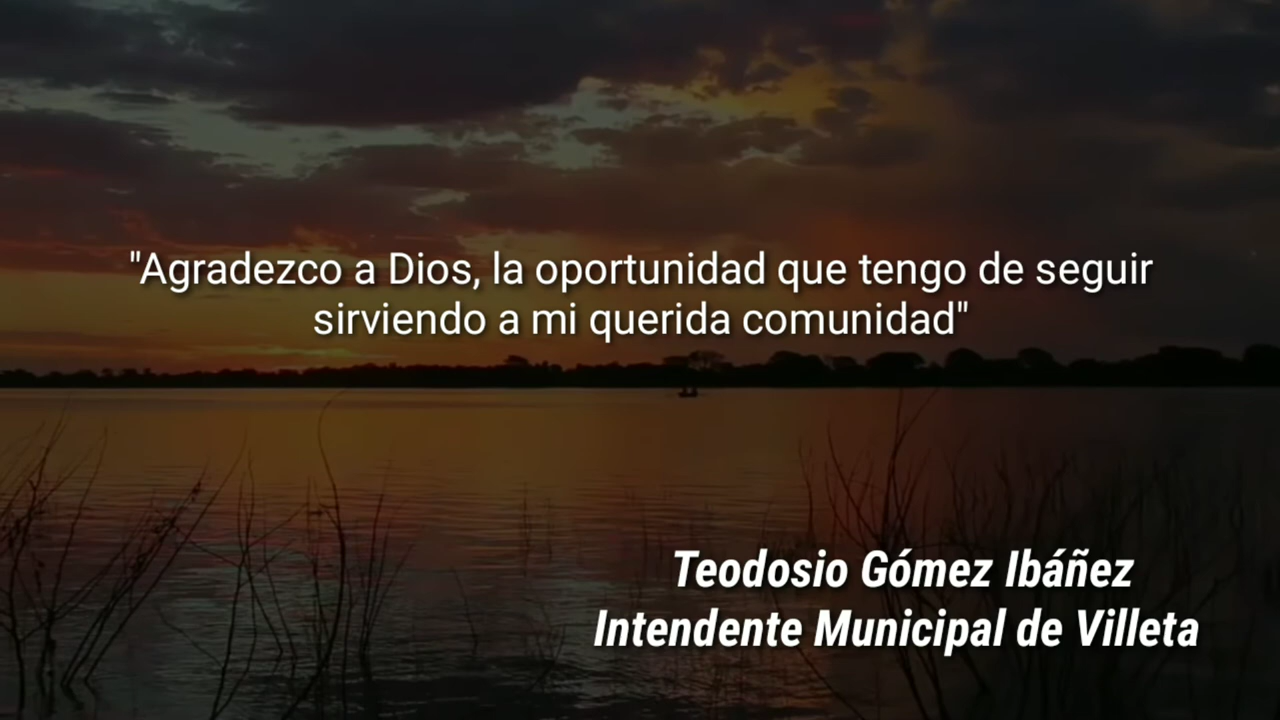 "Agradezco a Dios, la oportunidad que tengo de seguir
sirviendo a mi querida comunidad"
Teodosio Gómez Ibáñez
Intendente Municipal de Villeta